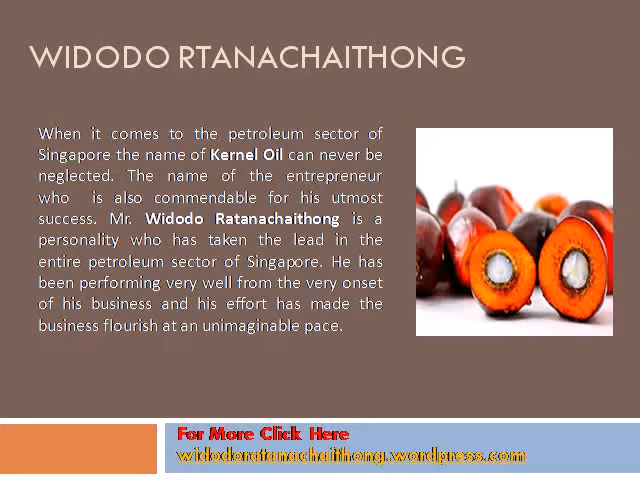 WIDODO RTANACHAITHONG
When it comes to the petroleum sector of
Singapore the name of Kernel Oil can never be
neglected. The name of the entrepreneur
who is also commendable for his utmost
success. Mr. Widodo Ratanachaithong is a
personality who has taken the lead in the
entire petroleum sector of Singapore. He has
been performing very well from the very onset
of his business and his effort has made the
business flourish at an unimaginable pace.
For More Click Here
widodoratanachaithong.wordpress.com